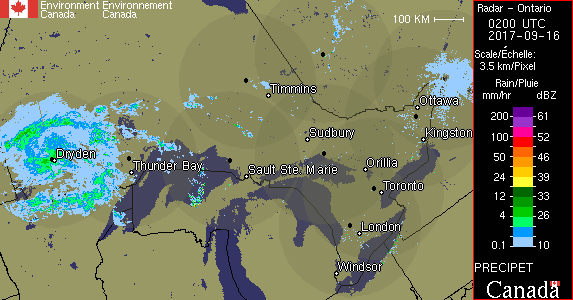 Environment Environnement
Canada Canada
100 KM
Timmins
Ottawa
Sudbury
Kingston
Dryden
Thunder Bay
Sault Ste. Marie
Orillia
Toronto
London
Windsor
Radar - Ontario
0200 UTC
2017-09-16
Scale/Échelle:
3.5 km/Pixel
Rain/Pluie
mm/hr dBZ
200 61
100 52
50 46
24 39
12 33
4 26
0.1 10
PRECIPET
Canada